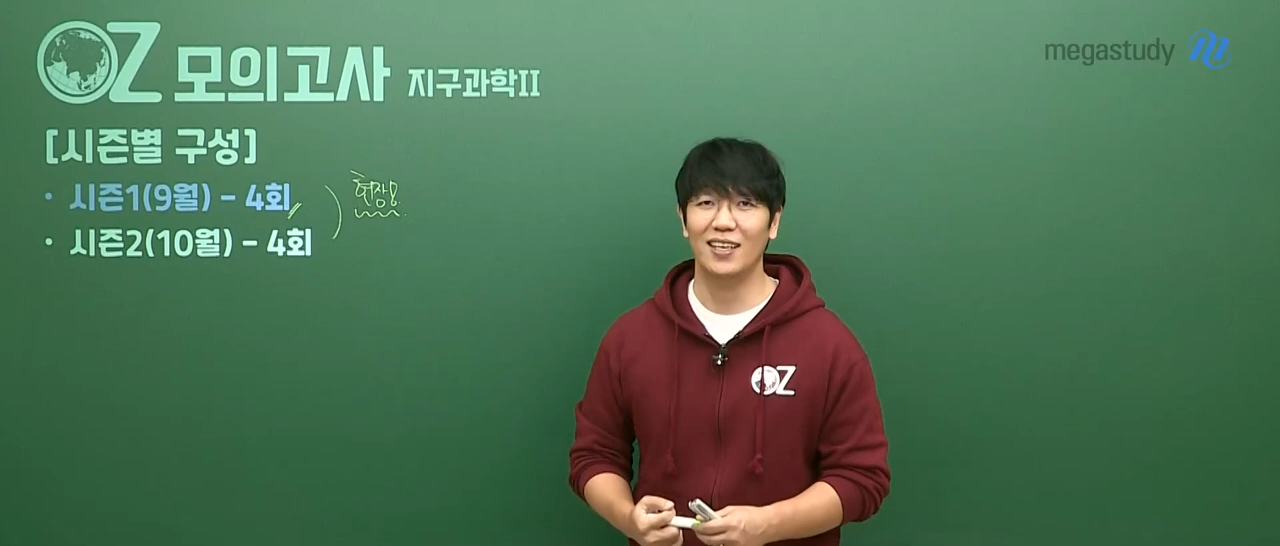 OZ 모의고사 지구과학II
megastudy
[시즌별 구성]
• 시즌1(9월) - 4회
현장용
• 시즌2(10월) - 4회
OZ